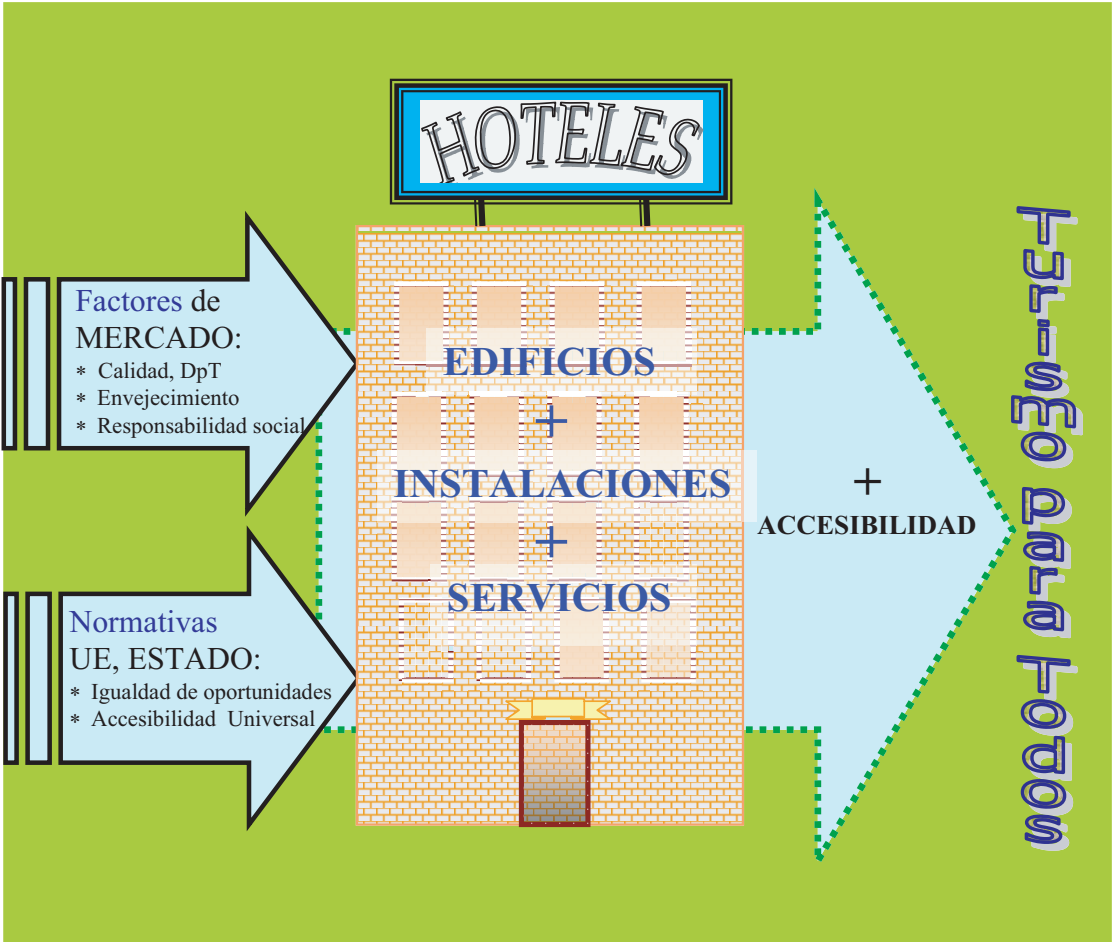 HOTELES
Factores de
MERCADO:
* Calidad, DpT
* Envejecimiento
* Responsabilidad social
Normativas
UE, ESTADO:
* Igualdad de oportunidades
* Accesibilidad Universal
EDIFICIOS
+
INSTALACIONES
+
SERVICIOS
+
ACCESIBILIDAD
Turismo para Todos